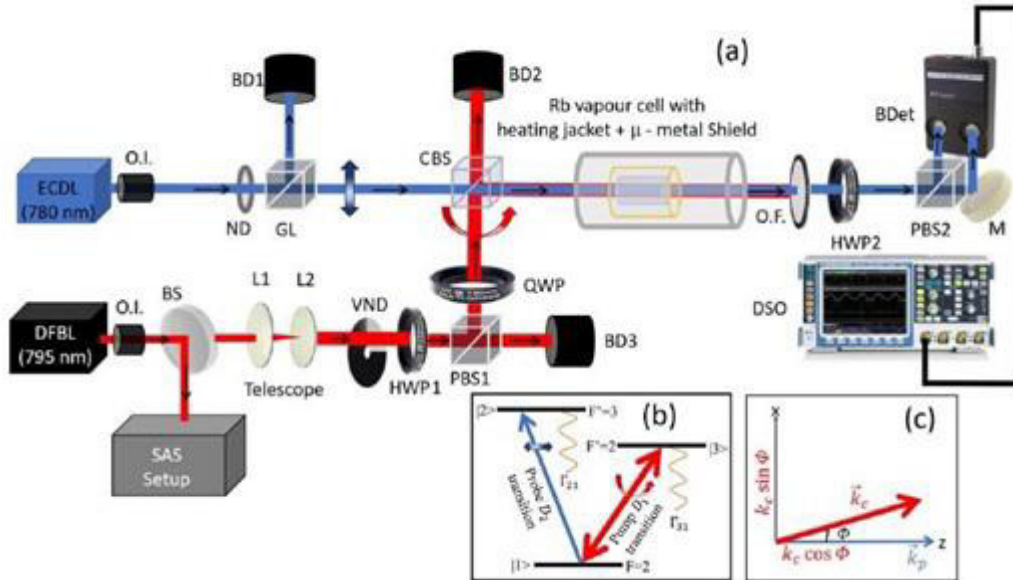 (a)
BD1
BD2
Rb vapour cell with
heating jacket + μ - metal Shield
BDet
O.I.
CBS
ECDL
(780 nm)
ND
GL
O.F.
HWP2
PBS2
M
QWP
DSO
L1
L2
VND
BS
O.I.
DFBL
(795 nm)
Telescope
HWP1
PBS1
BD3
SAS
Setup
(b)
|2>
F"=3
F'=2
|3>
Γ21
Γ31
Probe D2
transition
Pump D1
transition
|1>
F=2
(c)
x
kc sin Φ
k⃗c
Φ
z
kc cos Φ
k⃗p